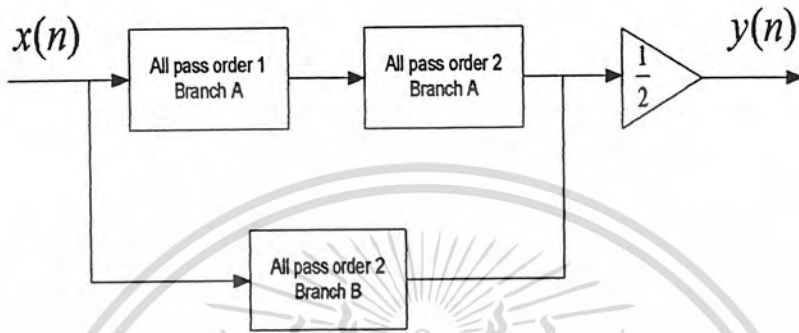 x(n)
y(n)
All pass order 1
Branch A
All pass order 2
Branch A
1
2
All pass order 2
Branch B